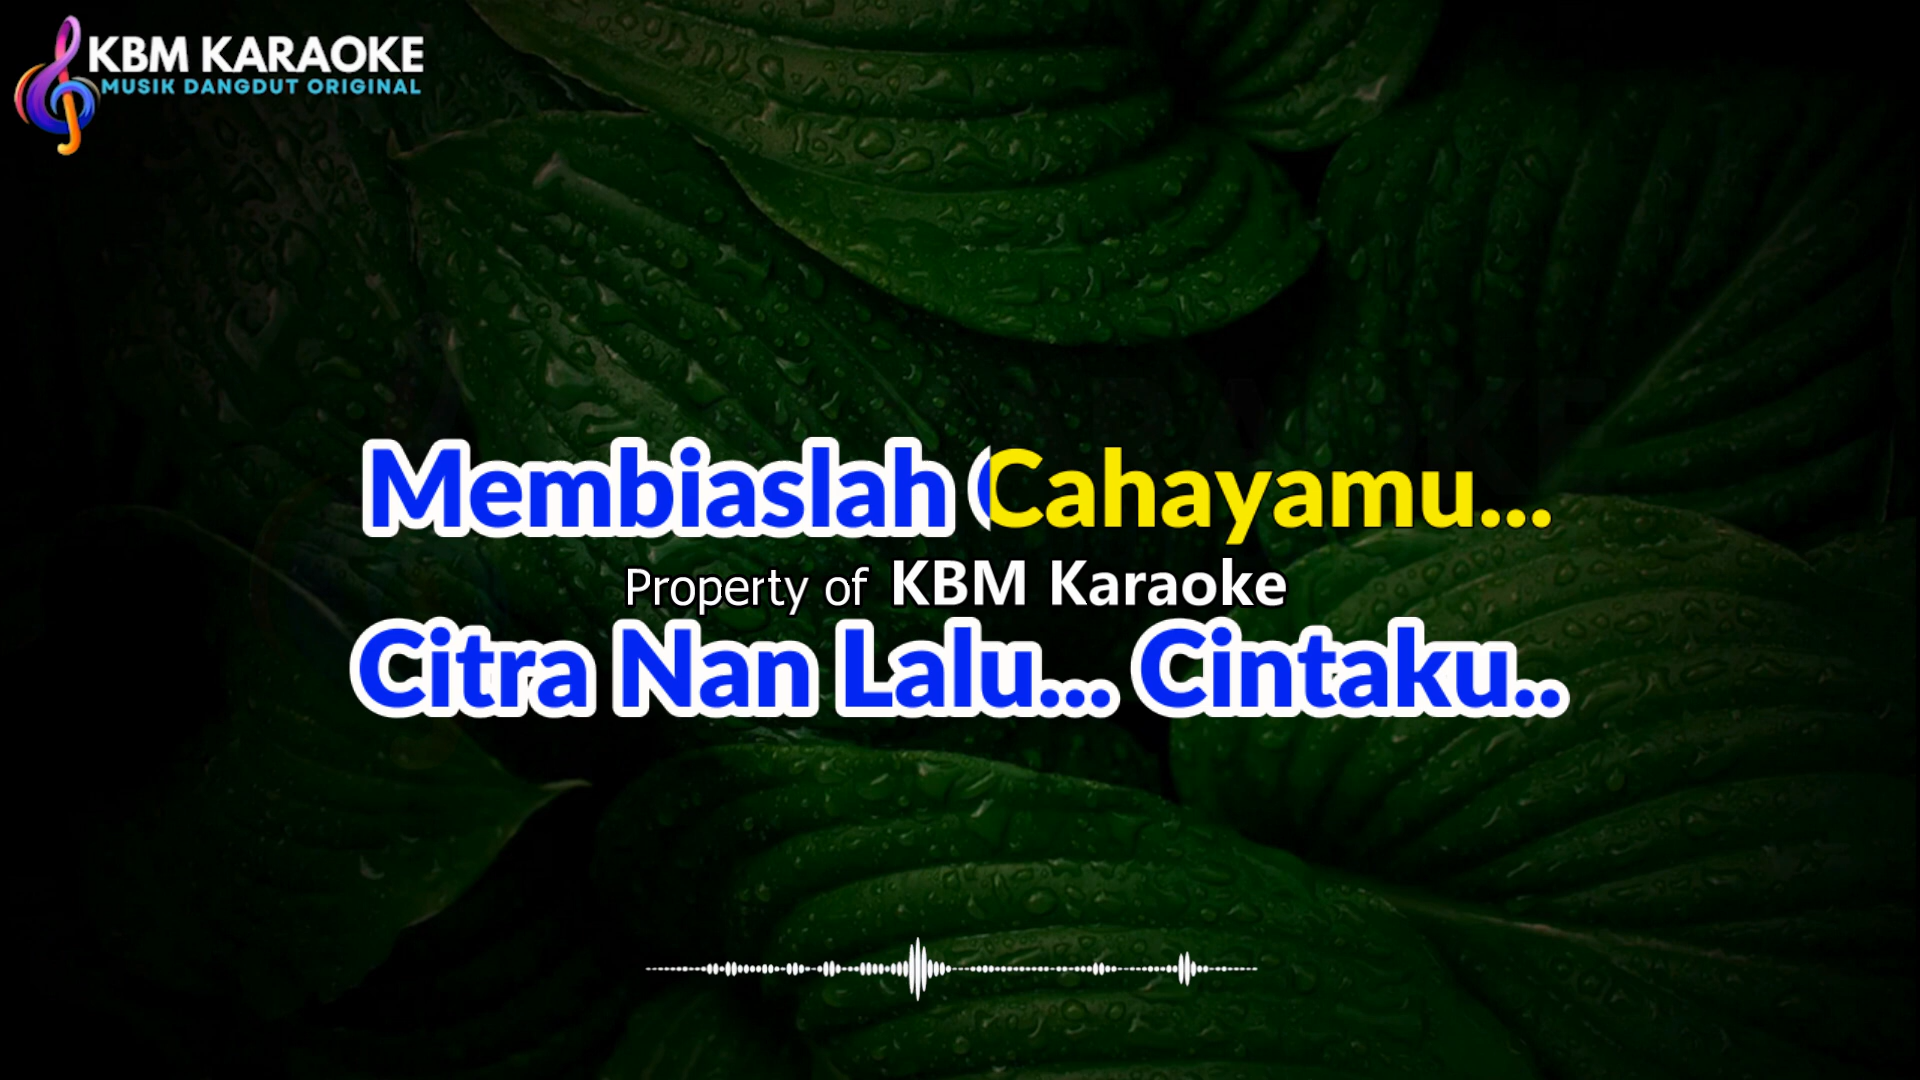 KBM KARAOKE
MUSIK DANGDUT ORIGINAL
Membiaslah Cahayamu...
Property of KBM Karaoke
Citra Nan Lalu... Cintaku..